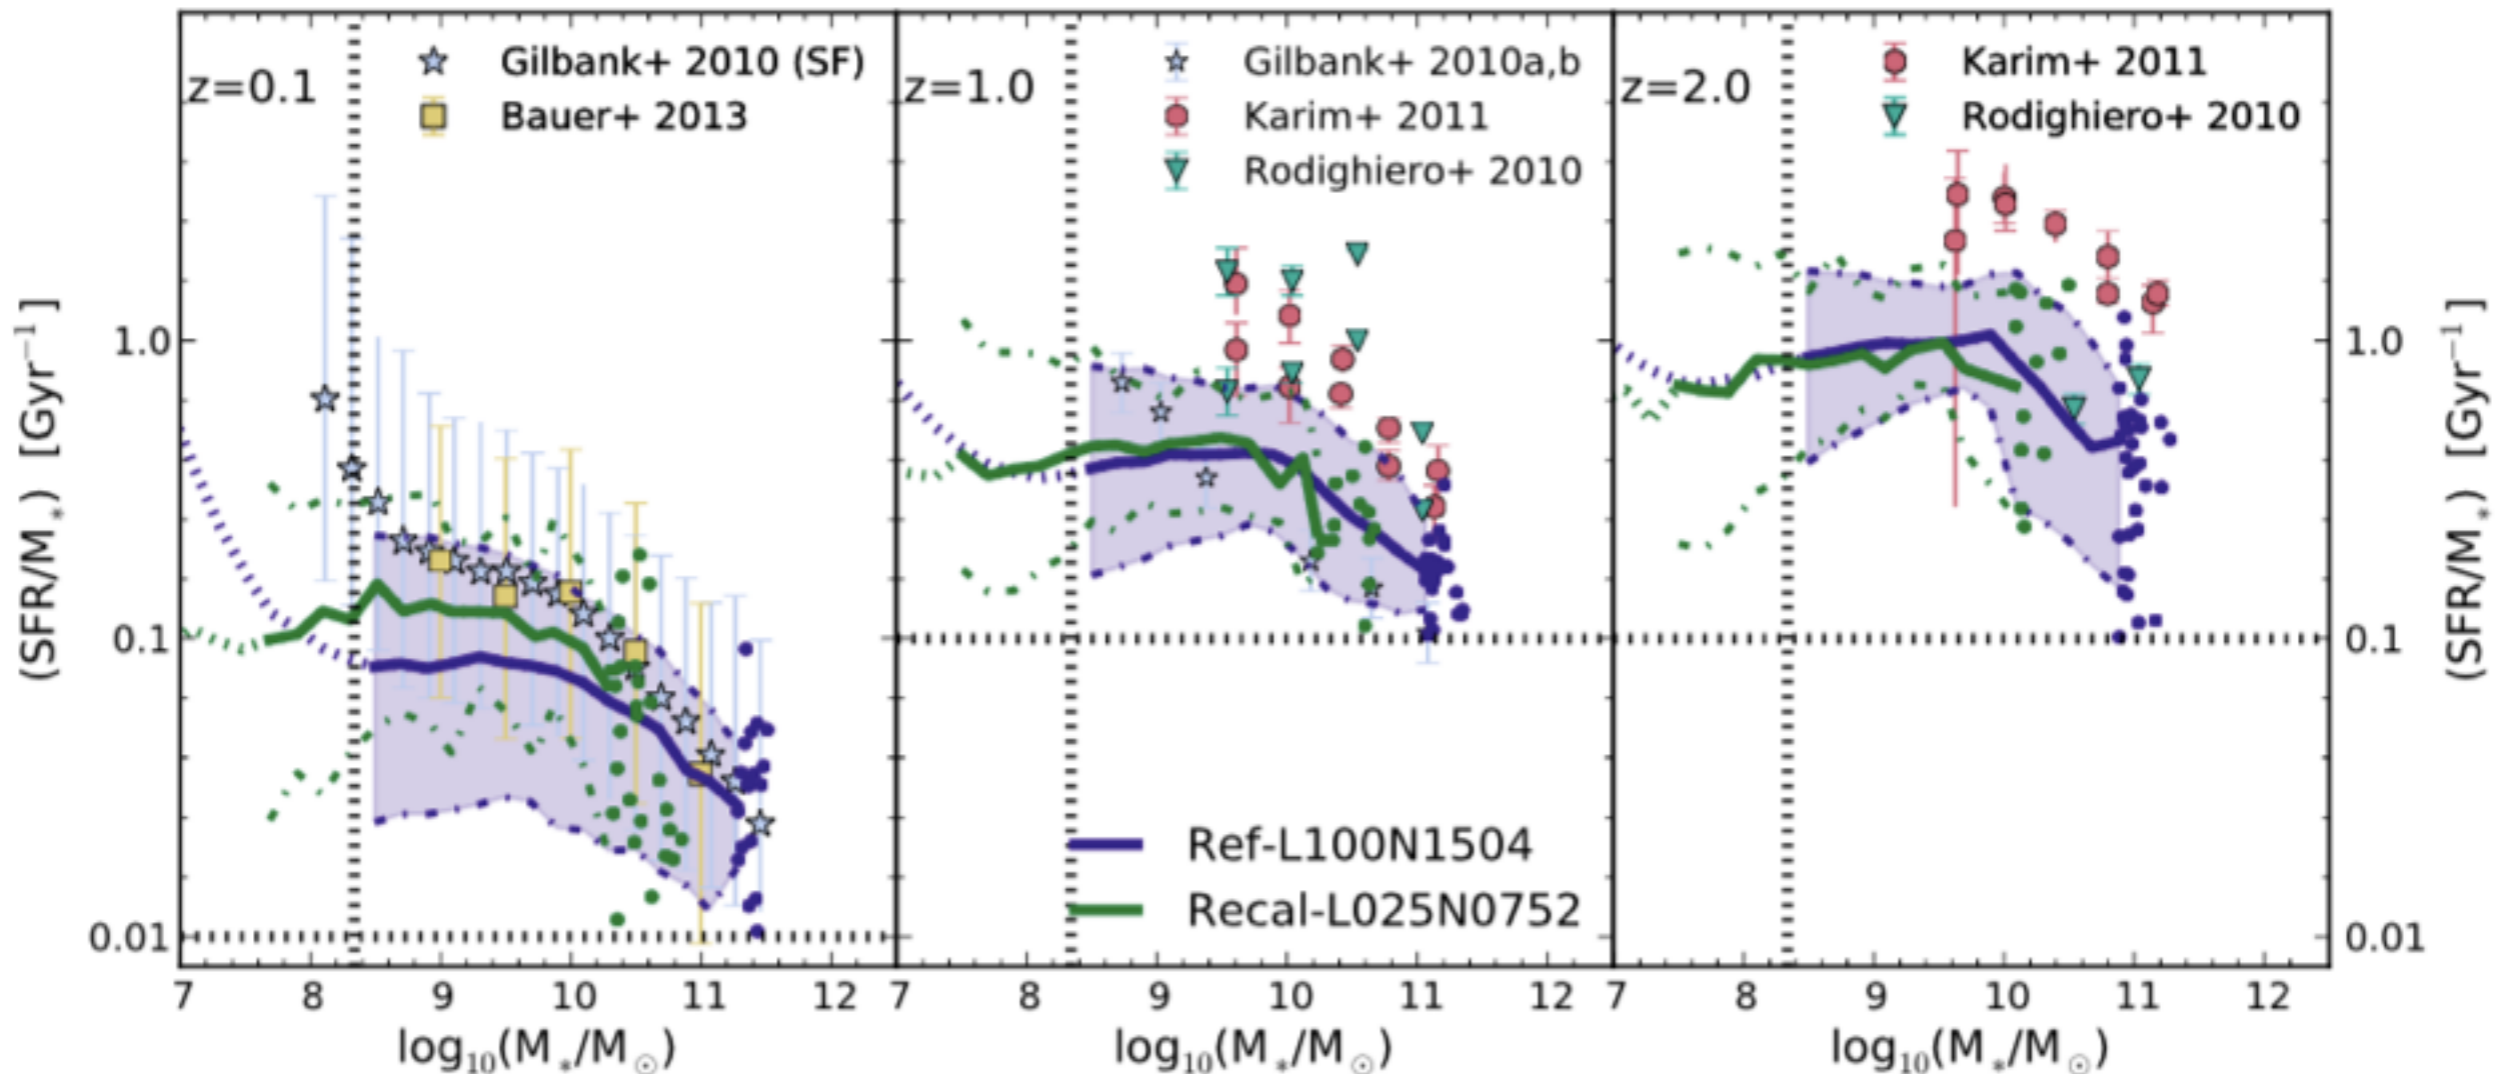 z=0.1
Gilbank+ 2010 (SF)
Bauer+ 2013
z=1.0
Gilbank+ 2010a,b
Karim+ 2011
Rodighiero+ 2010
z=2.0
Karim+ 2011
Rodighiero+ 2010
(SFR/M*) [Gyr⁻¹]
1.0
0.1
0.01
Ref-L100N1504
Recal-L025N0752
1.0
0.1
0.01
(SFR/M*) [Gyr⁻¹]
7 8 9 10 11 12
7 8 9 10 11 12
7 8 9 10 11 12
log₁₀(M*/M☉)
log₁₀(M*/M☉)
log₁₀(M*/M☉)